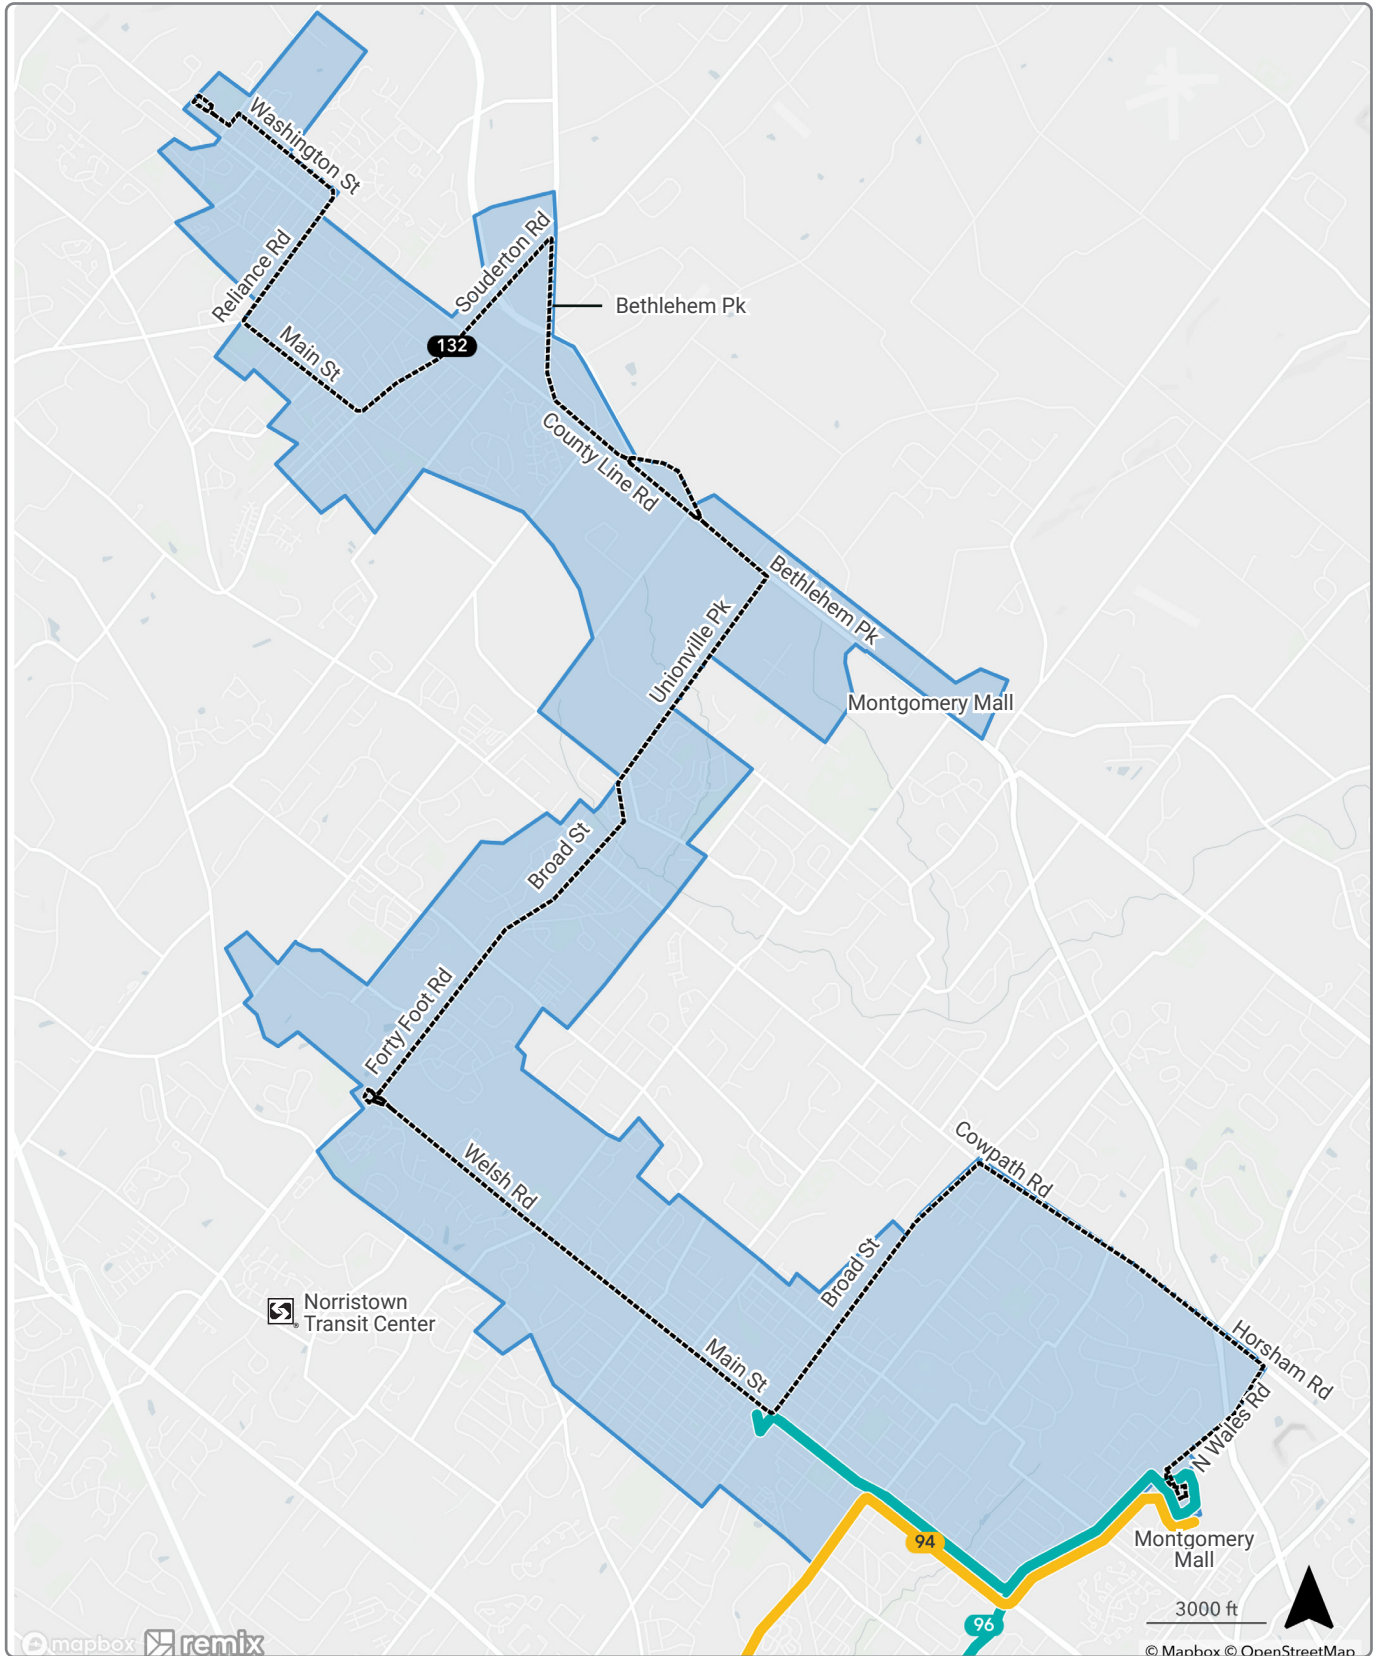 Washington St
Reliance Rd
Souderton Rd
Bethlehem Pk
Main St
132
County Line Rd
Bethlehem Pk
Unionville Pk
Montgomery Mall
Broad St
Forty Foot Rd
Welsh Rd
Cowpath Rd
Broad St
Norristown
Transit Center
Main St
Horsham Rd
N Wales Rd
94
Montgomery
Mall
96
3000 ft
mapbox remix
© Mapbox © OpenStreetMap